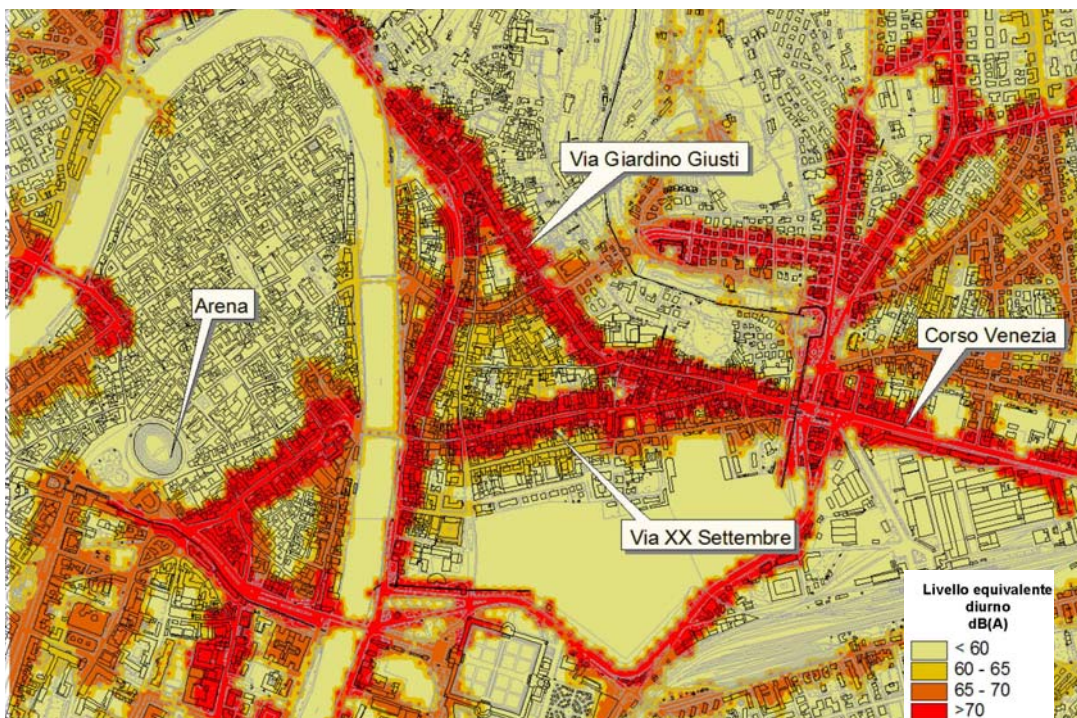 Via Giardino Giusti
Arena
Corso Venezia
Via XX Settembre
Livello equivalente
diurno
dB(A)
< 60
60 - 65
65 - 70
>70